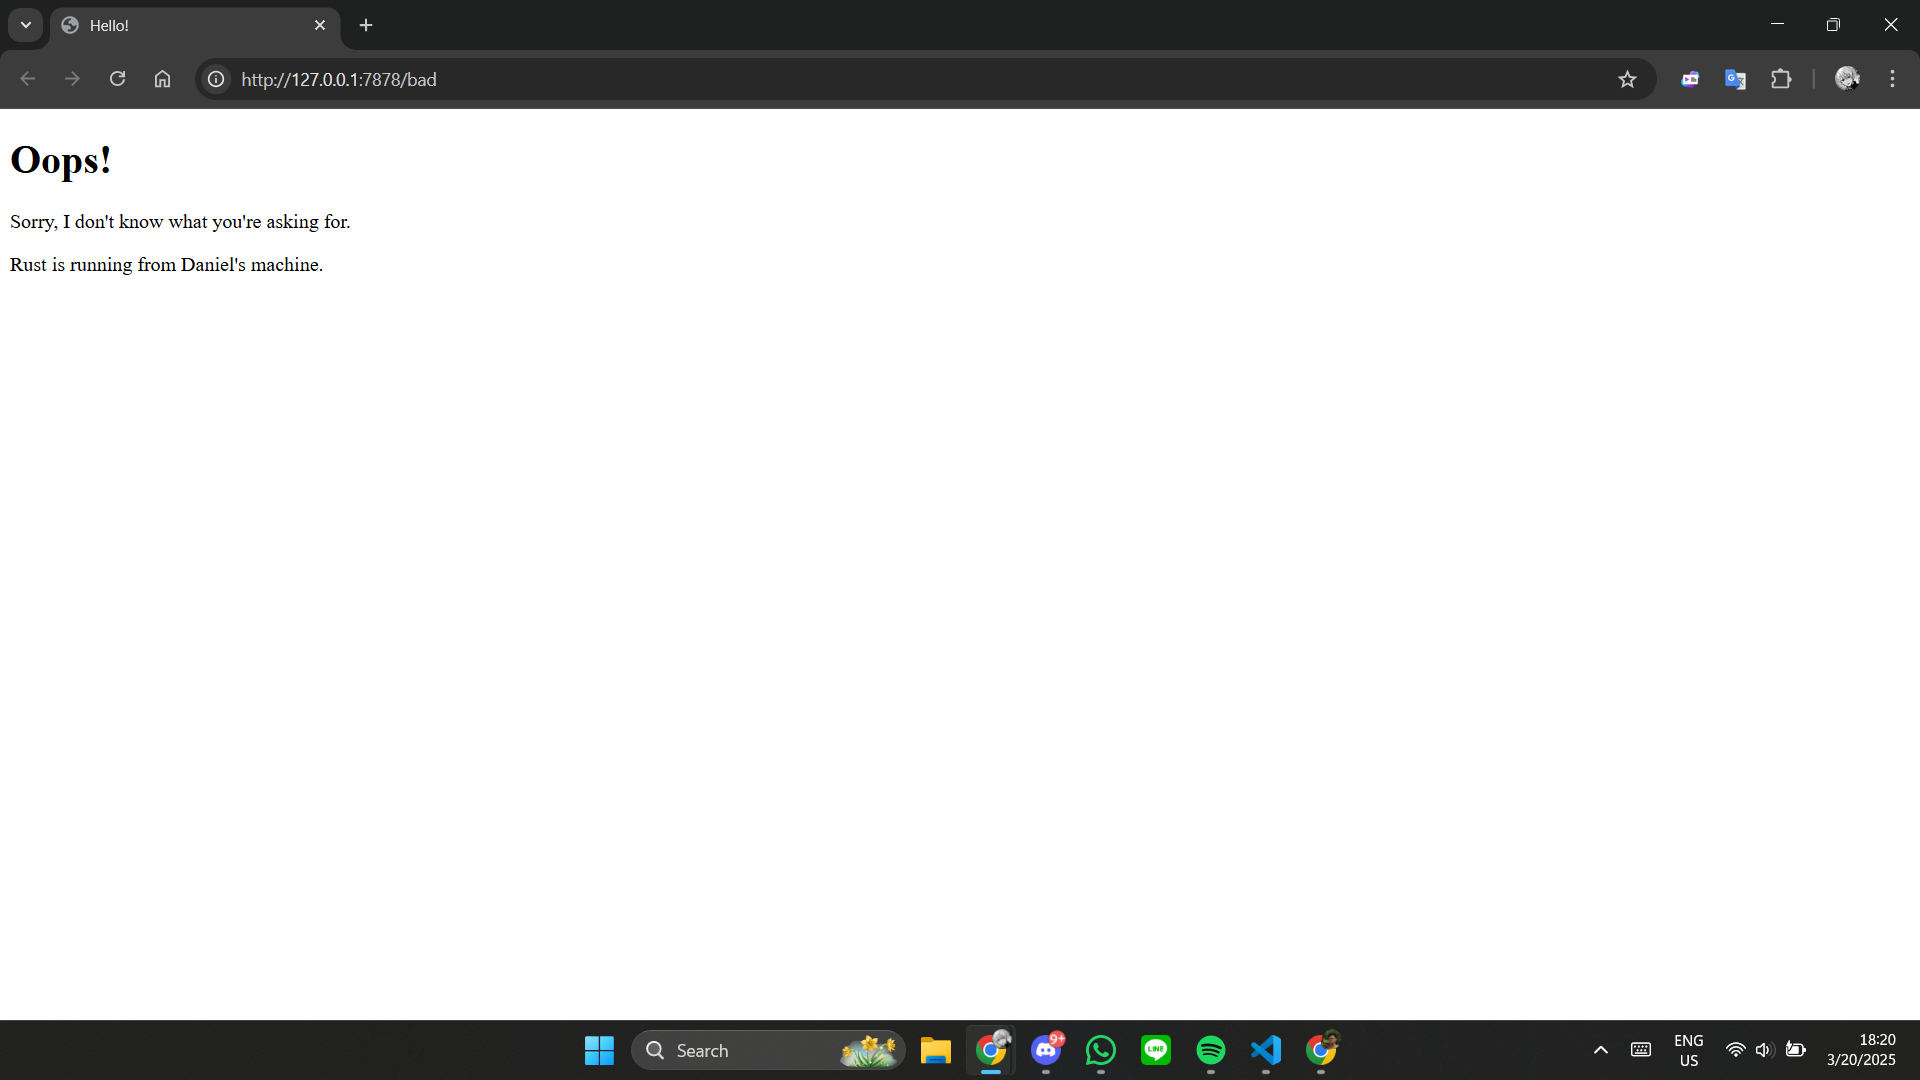 Hello!
http://127.0.0.1:7878/bad
Oops!
Sorry, I don't know what you're asking for.
Rust is running from Daniel's machine.
Search
9+
LINE
ENG
US
18:20
3/20/2025